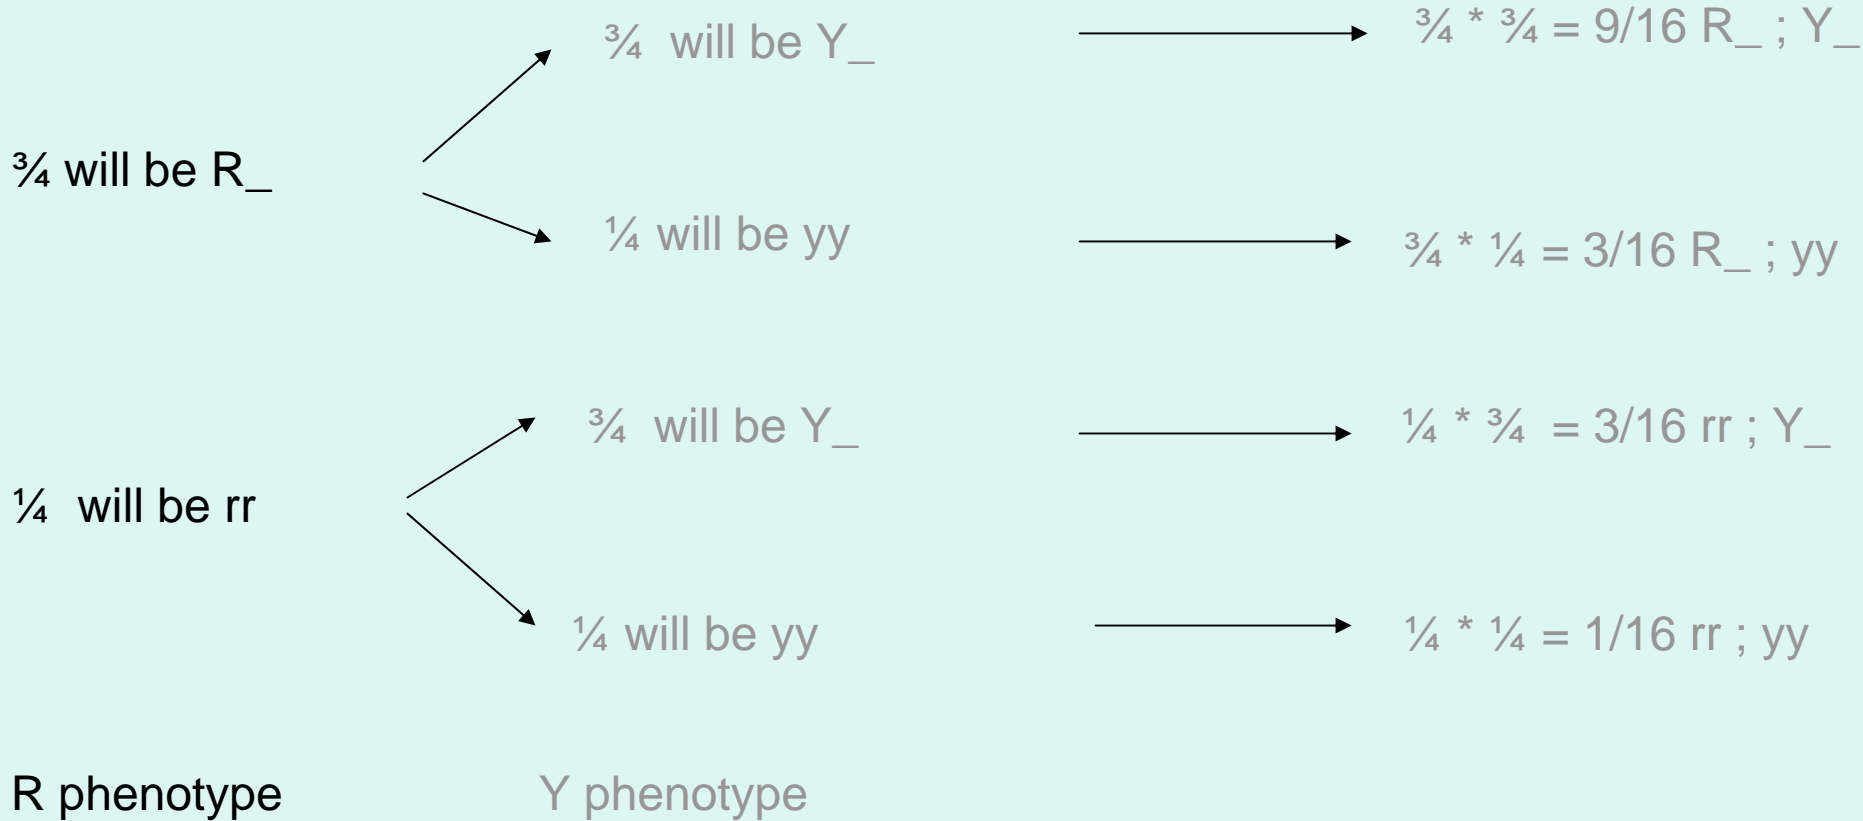 ¾ will be Y_
¾ * ¾ = 9/16 R_ ; Y_
¾ will be R_
¼ will be yy
¾ * ¼ = 3/16 R_ ; yy
¾ will be Y_
¼ * ¾ = 3/16 rr ; Y_
¼ will be rr
¼ will be yy
¼ * ¼ = 1/16 rr ; yy
R phenotype
Y phenotype